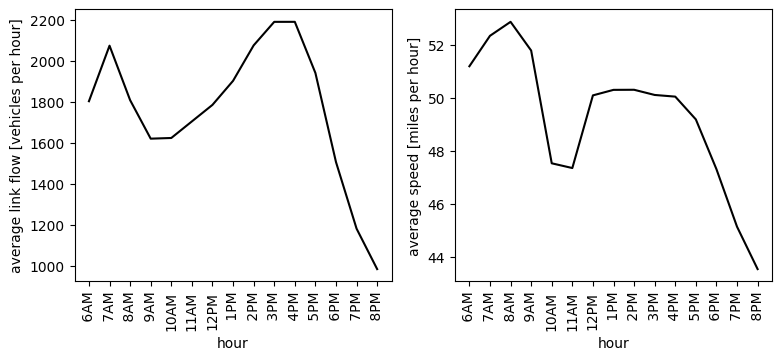 average link flow [vehicles per hour]
2200
2000
1800
1600
1400
1200
1000
6AM
7AM
8AM
9AM
10AM
11AM
12PM
1PM
2PM
3PM
4PM
5PM
6PM
7PM
8PM
hour
average speed [miles per hour]
52
50
48
46
44
6AM
7AM
8AM
9AM
10AM
11AM
12PM
1PM
2PM
3PM
4PM
5PM
6PM
7PM
8PM
hour